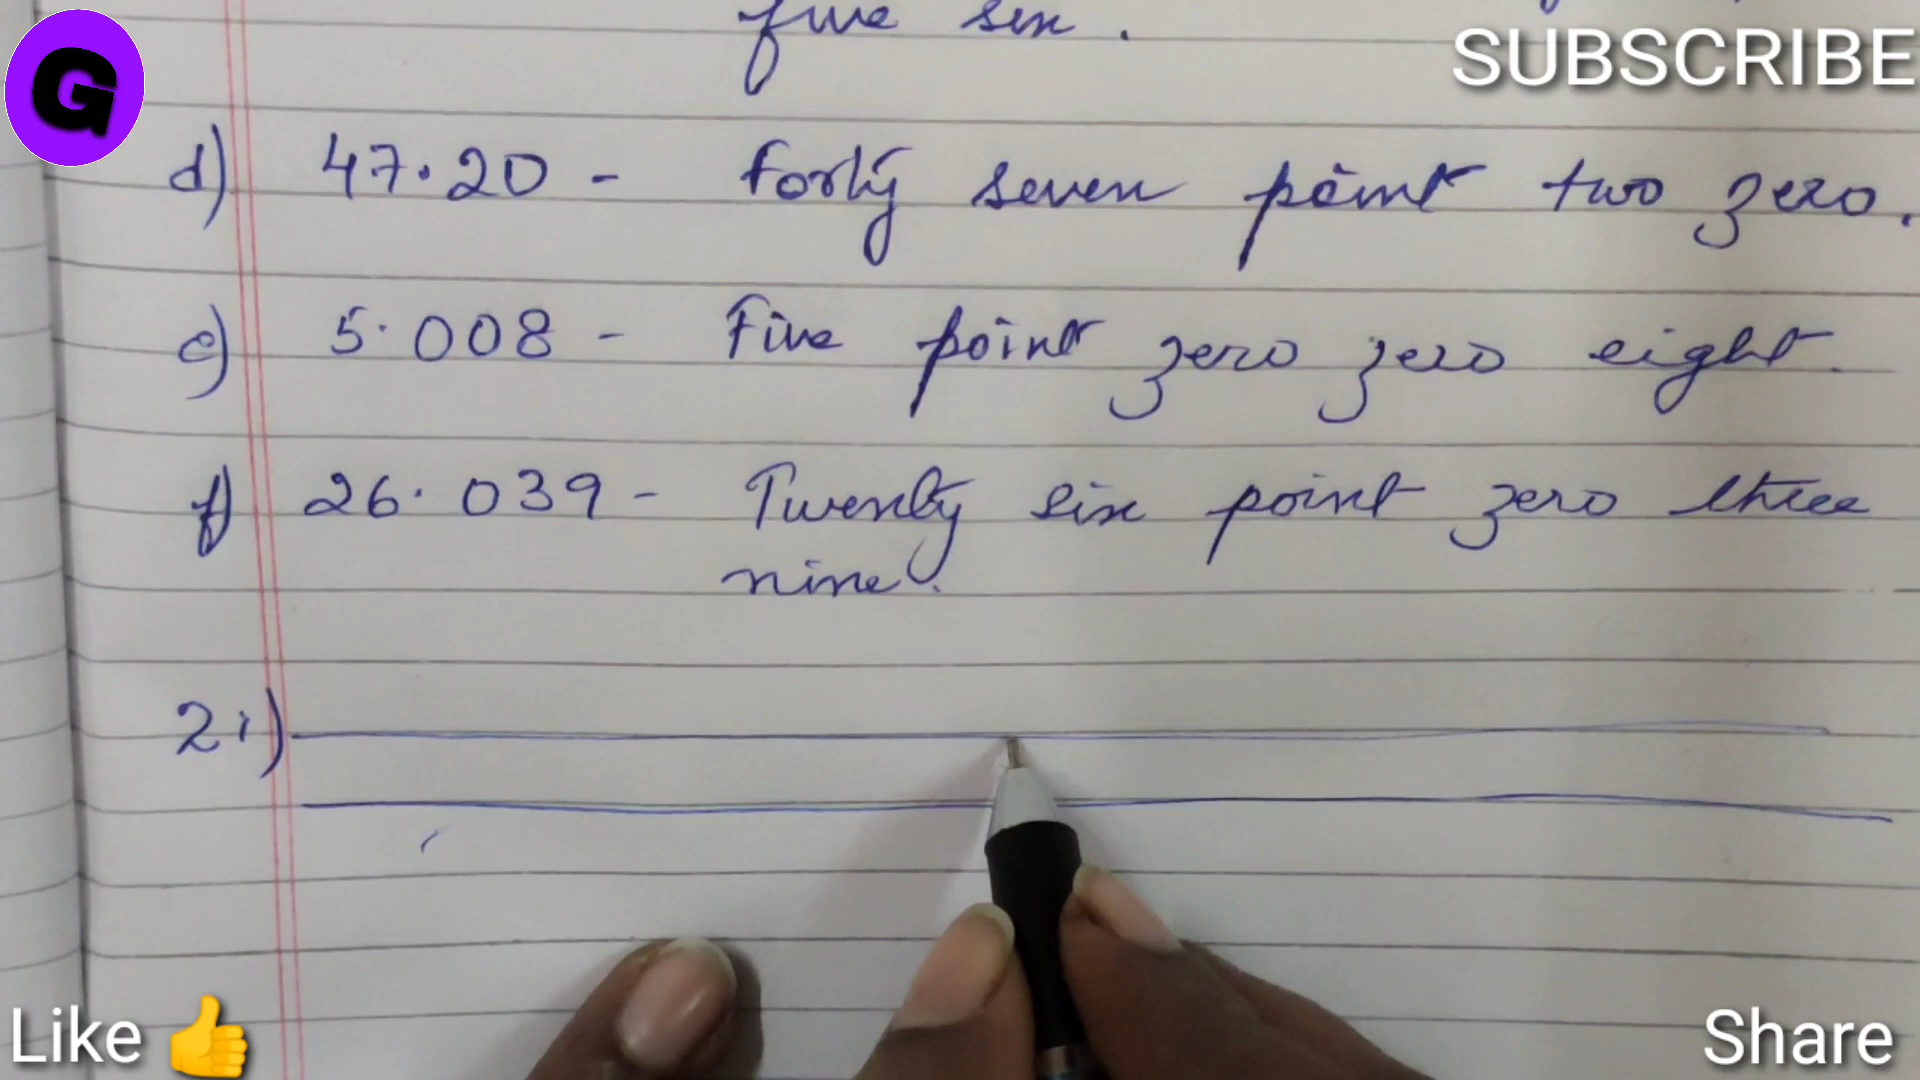 five six.
SUBSCRIBE
G
d) 47.20 - Forty seven point two zero.
e) 5.008 - Five point zero zero eight.
f) 26.039 - Twenty six point zero three
nine.
2.)
Like 👍
Share